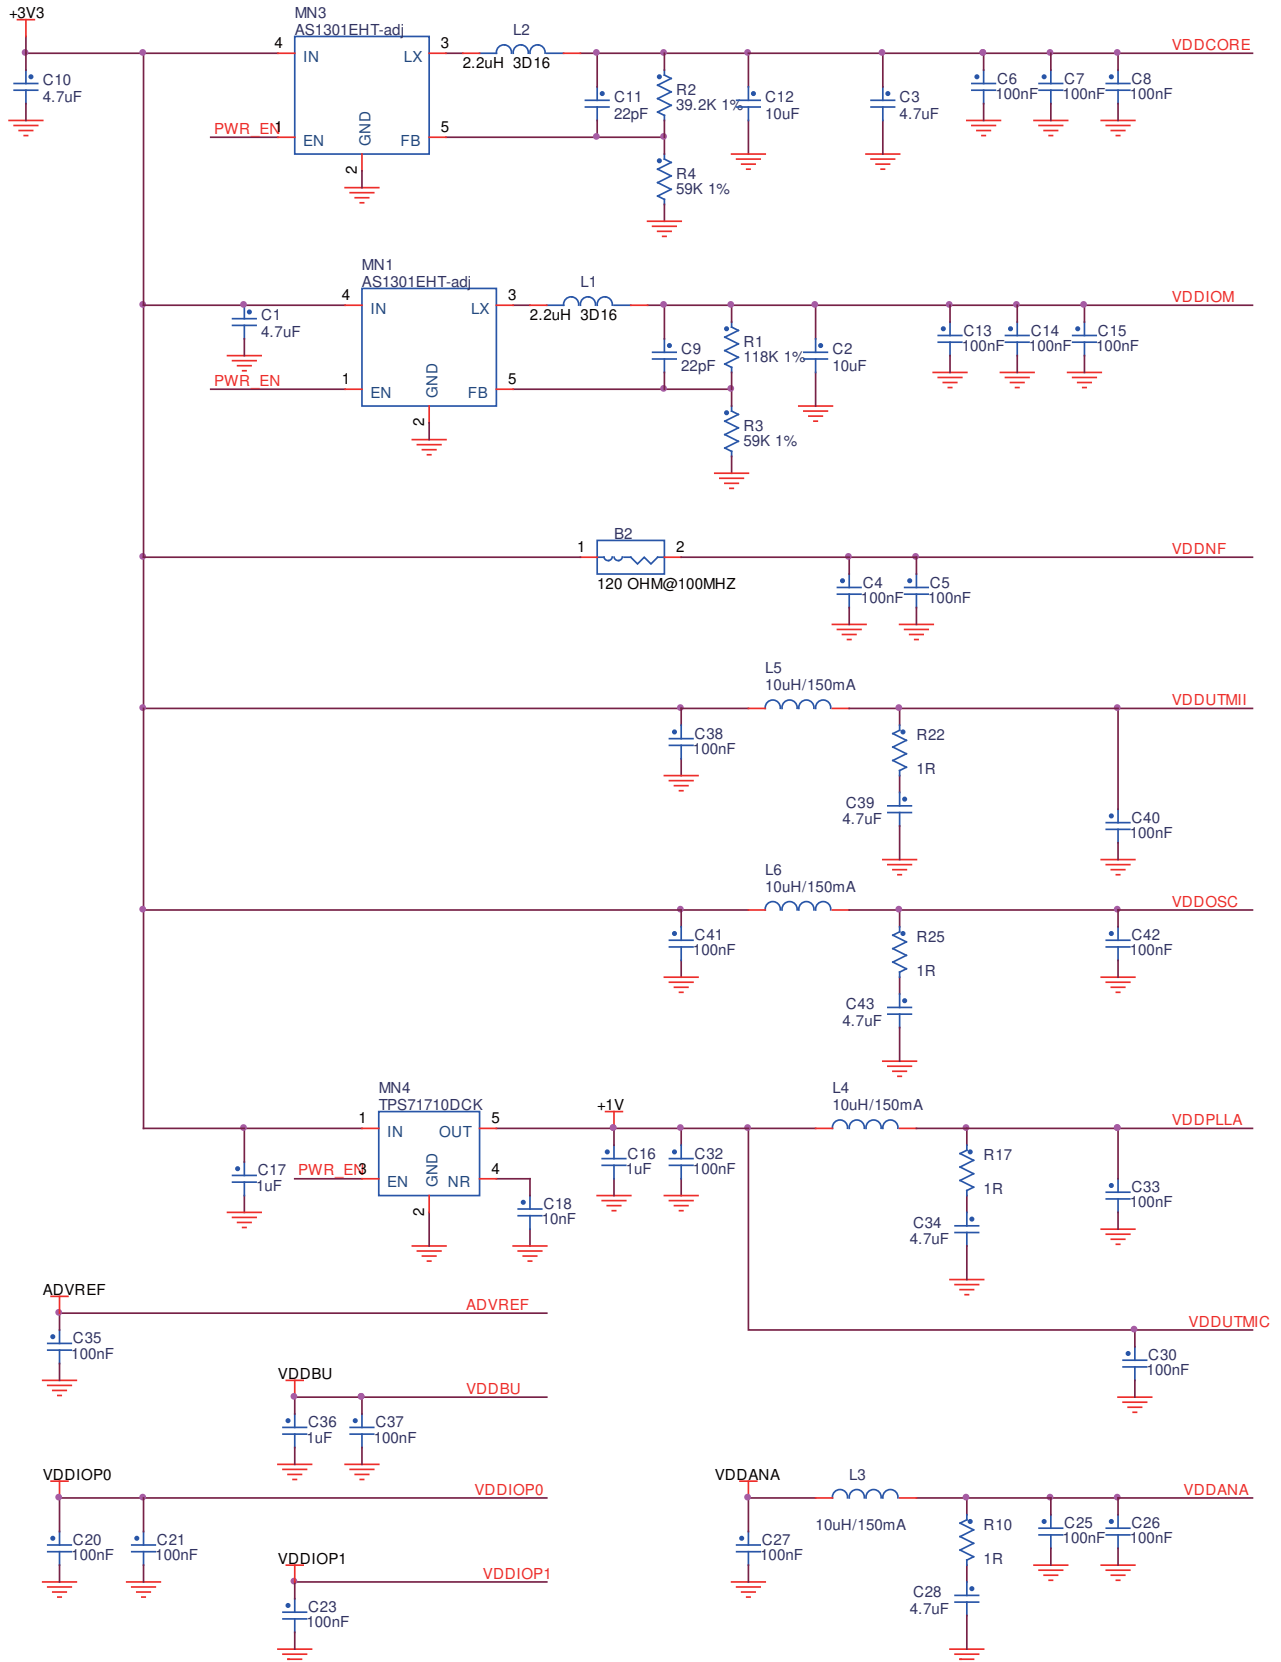 +3V3
MN3
AS1301EHT-adj
4
IN
LX
3
L2
2.2uH 3D16
VDDCORE
C10
4.7uF
PWR_EN
1
EN
GND
FB
5
2
C11
22pF
R2
39.2K 1%
C12
10uF
C3
4.7uF
C6
100nF
C7
100nF
C8
100nF
R4
59K 1%
MN1
AS1301EHT-adj
4
IN
LX
3
L1
2.2uH 3D16
VDDIOM
C1
4.7uF
PWR_EN
1
EN
GND
FB
5
2
C9
22pF
R1
118K 1%
C2
10uF
C13
100nF
C14
100nF
C15
100nF
R3
59K 1%
B2
1
2
120 OHM@100MHZ
VDDNF
C4
100nF
C5
100nF
L5
10uH/150mA
VDDUTMII
C38
100nF
R22
1R
C39
4.7uF
C40
100nF
L6
10uH/150mA
VDDOSC
C41
100nF
R25
1R
C43
4.7uF
C42
100nF
MN4
TPS71710DCK
1
IN
OUT
5
+1V
L4
10uH/150mA
VDDPLLA
C17
1uF
PWR_EN
3
EN
GND
NR
4
2
C18
10nF
C16
1uF
C32
100nF
R17
1R
C34
4.7uF
C33
100nF
ADVREF
ADVREF
C35
100nF
VDDUTMIC
C30
100nF
VDDBU
VDDBU
C36
1uF
C37
100nF
VDDIOP0
VDDIOP0
C20
100nF
C21
100nF
VDDIOP1
VDDIOP1
C23
100nF
VDDANA
L3
10uH/150mA
VDDANA
C27
100nF
R10
1R
C28
4.7uF
C25
100nF
C26
100nF